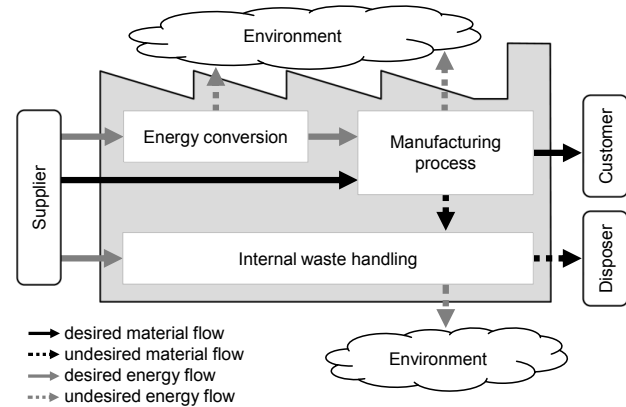 Environment
Energy conversion
Manufacturing
process
Supplier
Customer
Internal waste handling
Disposer
desired material flow
undesired material flow
desired energy flow
undesired energy flow
Environment